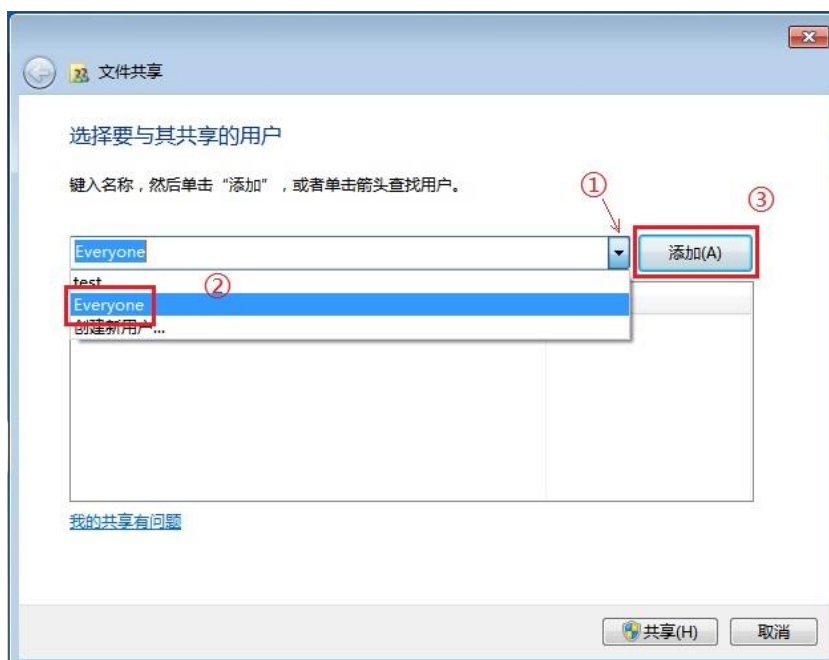 文件共享
选择要与其共享的用户
键入名称，然后单击“添加”，或者单击箭头查找用户。
①
③
Everyone
添加(A)
test
②
Everyone
创建新用户...
我的共享有问题
共享(H)
取消